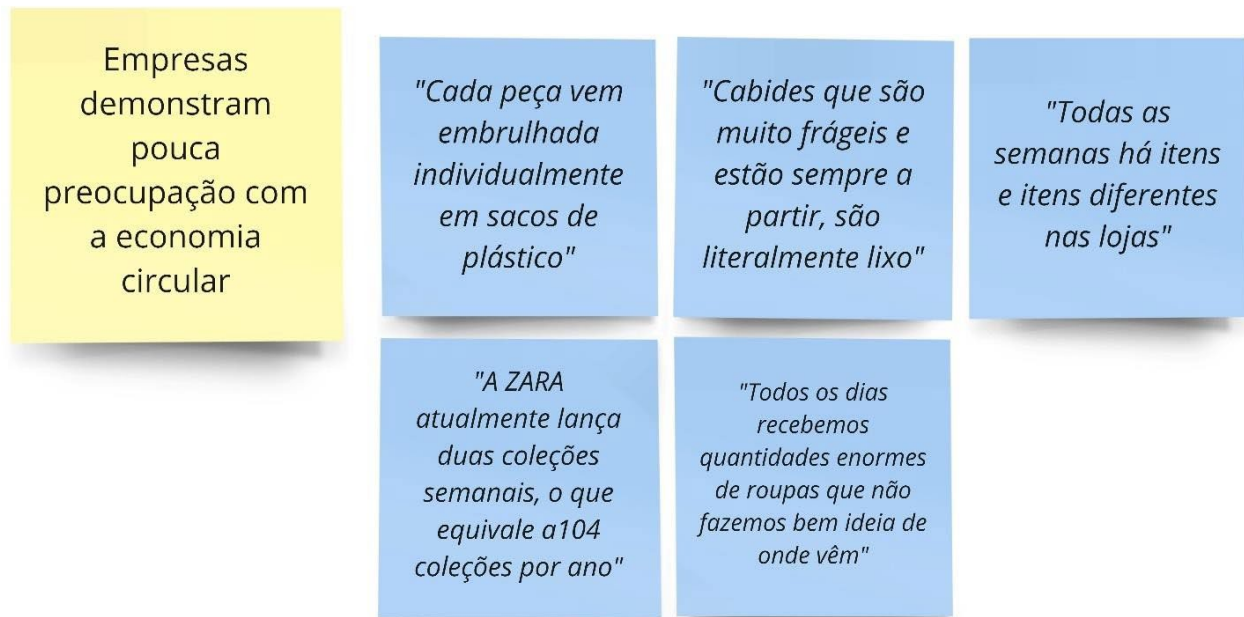 Empresas
demonstram
pouca
preocupação com
a economia
circular
"Cada peça vem
embrulhada
individualmente
em sacos de
plástico"
"Cabides que são
muito frágeis e
estão sempre a
partir, são
literalmente lixo"
"Todas as
semanas há itens
e itens diferentes
nas lojas"
"A ZARA
atualmente lança
duas coleções
semanais, o que
equivale a104
coleções por ano"
"Todos os dias
recebemos
quantidades enormes
de roupas que não
fazemos bem ideia de
onde vêm"